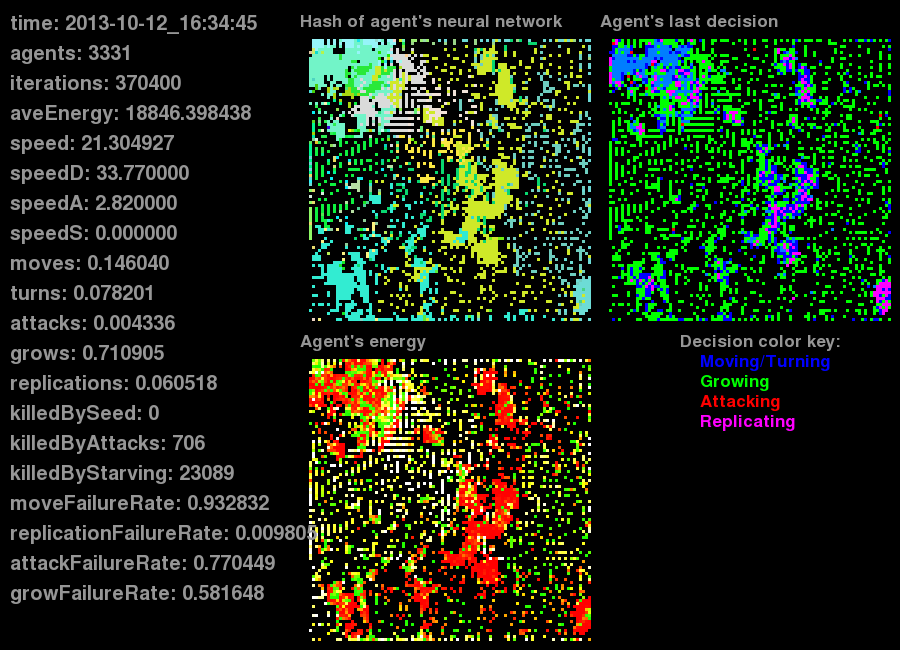 time: 2013-10-12_16:34:45
agents: 3331
iterations: 370400
aveEnergy: 18846.398438
speed: 21.304927
speedD: 33.770000
speedA: 2.820000
speedS: 0.000000
moves: 0.146040
turns: 0.078201
attacks: 0.004336
grows: 0.710905
replications: 0.060518
killedBySeed: 0
killedByAttacks: 706
killedByStarving: 23089
moveFailureRate: 0.932832
replicationFailureRate: 0.009805
attackFailureRate: 0.770449
growFailureRate: 0.581648
Hash of agent's neural network
Agent's last decision
Agent's energy
Decision color key:
Moving/Turning
Growing
Attacking
Replicating